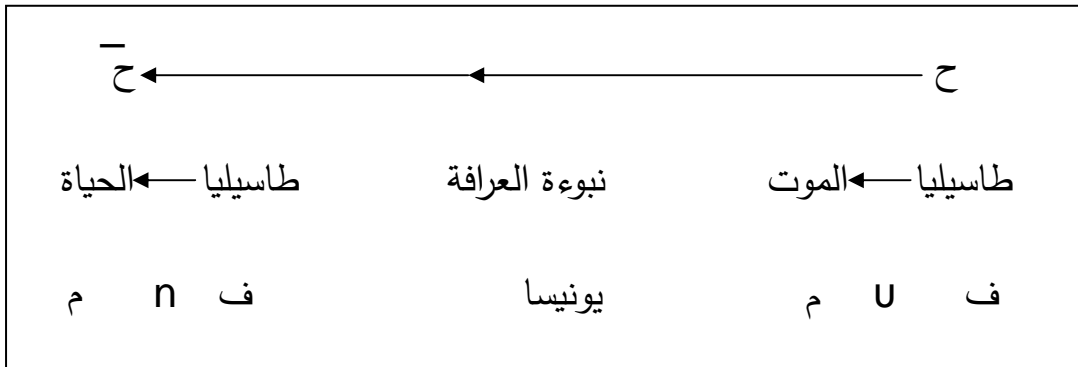 ح ح̅
طاسيليا الموت نبوءة العرافة طاسيليا الحياة
ف U م يونيسا ف n م